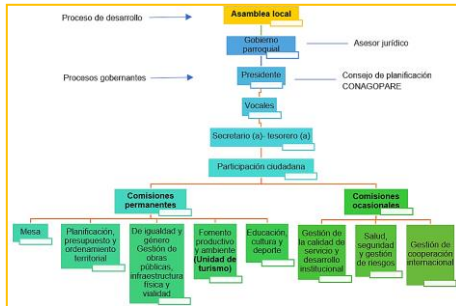 Asamblea local
Proceso de desarrollo
Gobierno
parroquial
Asesor jurídico
Procesos gobernantes
Presidente
Consejo de planificación
CONAGOPARE
Vocales
Secretario (a)- tesorero (a)
Participación ciudadana
Comisiones
permanentes
Comisiones
ocasionales
Mesa
Planificación,
presupuesto y
ordenamiento
territorial
De igualdad y
género
Gestión de
obras
públicas,
infraestructura
física y
vialidad
Fomento
productivo y
ambiente
(Unidad de
turismo)
Educación,
cultura y
deporte
Gestión de
la calidad de
servicio y
desarrollo
institucional
Salud,
seguridad
y gestión
de riesgos
Gestión de
cooperación
internacional